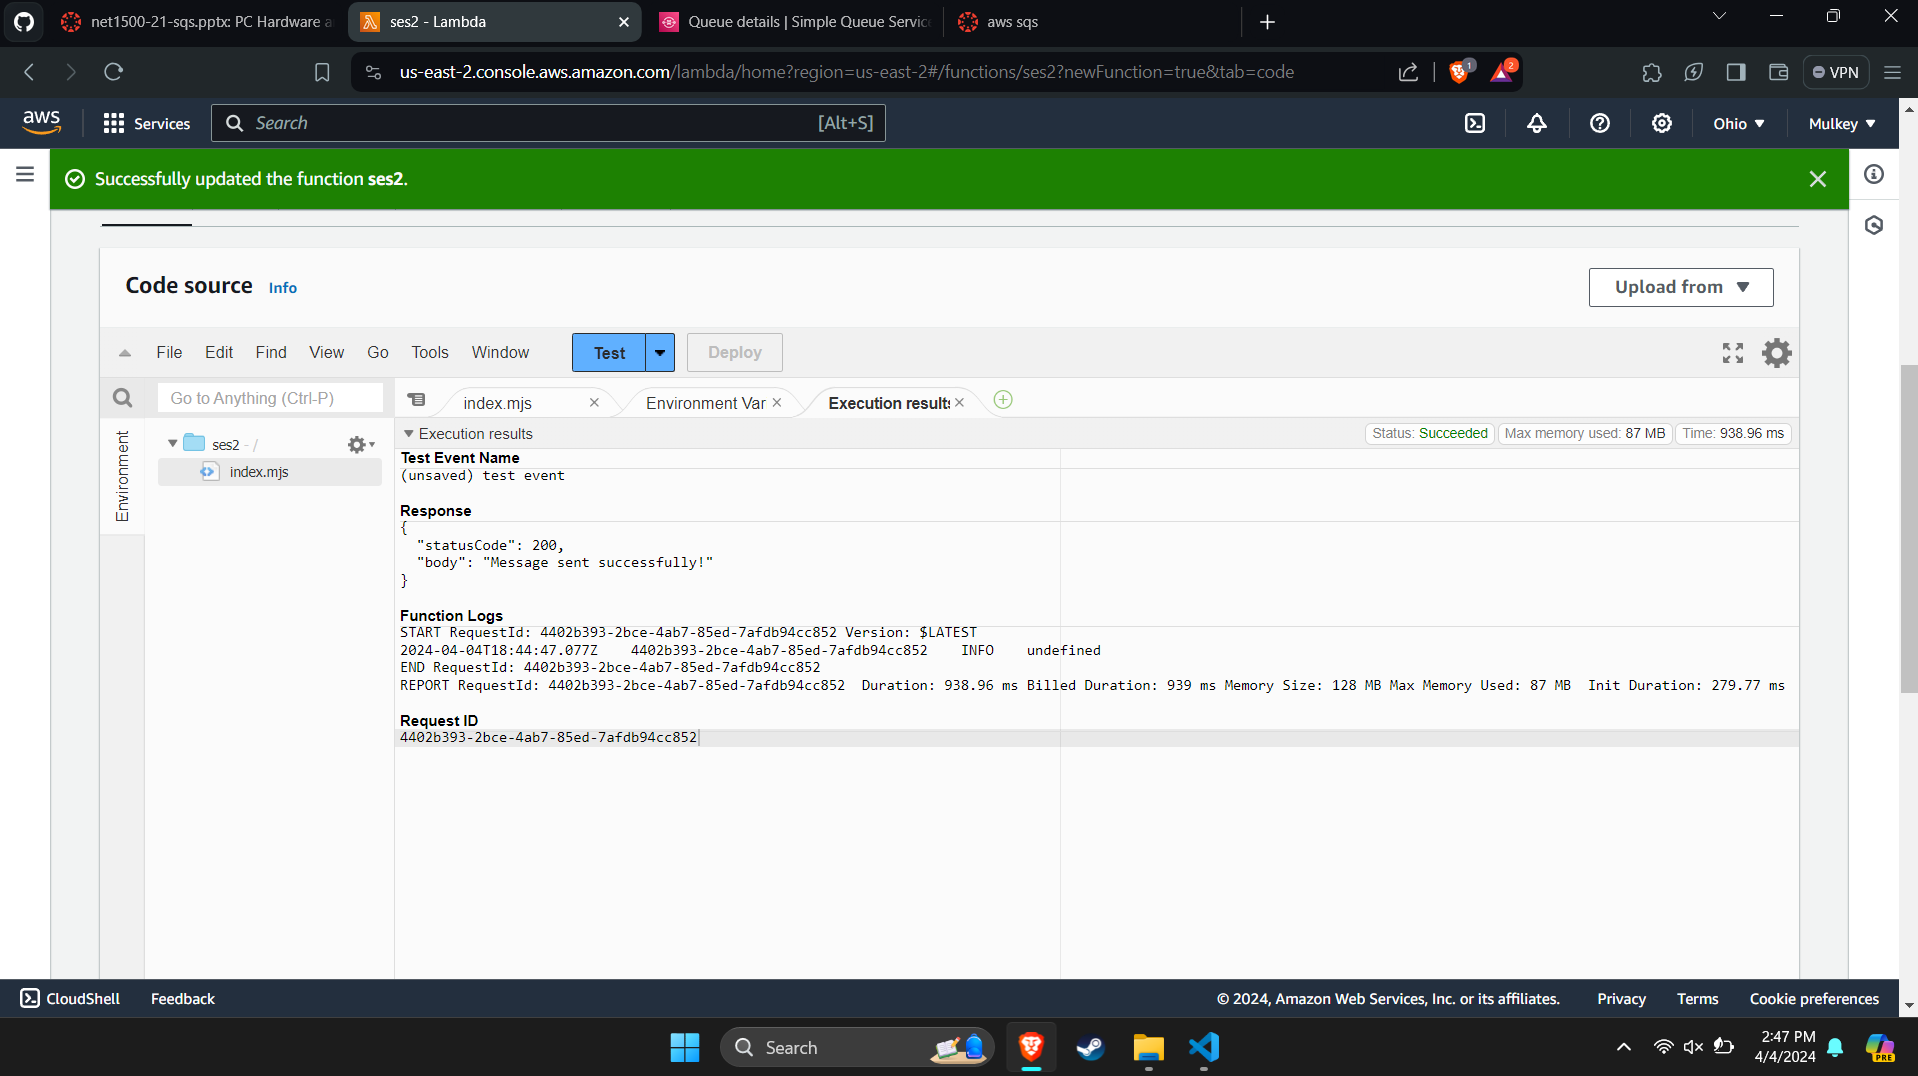 net1500-21-sqs.pptx: PC Hardware a
ses2 - Lambda
Queue details | Simple Queue Service
aws sqs
us-east-2.console.aws.amazon.com/lambda/home?region=us-east-2#/functions/ses2?newFunction=true&tab=code
1
2
VPN
aws
Services
Search
[Alt+S]
Ohio
Mulkey
Successfully updated the function ses2.
Code source
Info
Upload from
File Edit Find View Go Tools Window
Test
Deploy
Go to Anything (Ctrl-P)
index.mjs
Environment Var
Execution results
Environment
ses2 - /
index.mjs
Execution results
Status: Succeeded
Max memory used: 87 MB
Time: 938.96 ms
Test Event Name
(unsaved) test event
Response
{
"statusCode": 200,
"body": "Message sent successfully!"
}
Function Logs
START RequestId: 4402b393-2bce-4ab7-85ed-7afdb94cc852 Version: $LATEST
2024-04-04T18:44:47.077Z 4402b393-2bce-4ab7-85ed-7afdb94cc852 INFO undefined
END RequestId: 4402b393-2bce-4ab7-85ed-7afdb94cc852
REPORT RequestId: 4402b393-2bce-4ab7-85ed-7afdb94cc852 Duration: 938.96 ms Billed Duration: 939 ms Memory Size: 128 MB Max Memory Used: 87 MB Init Duration: 279.77 ms
Request ID
4402b393-2bce-4ab7-85ed-7afdb94cc852
CloudShell
Feedback
© 2024, Amazon Web Services, Inc. or its affiliates.
Privacy
Terms
Cookie preferences
Search
2:47 PM
4/4/2024
PRE